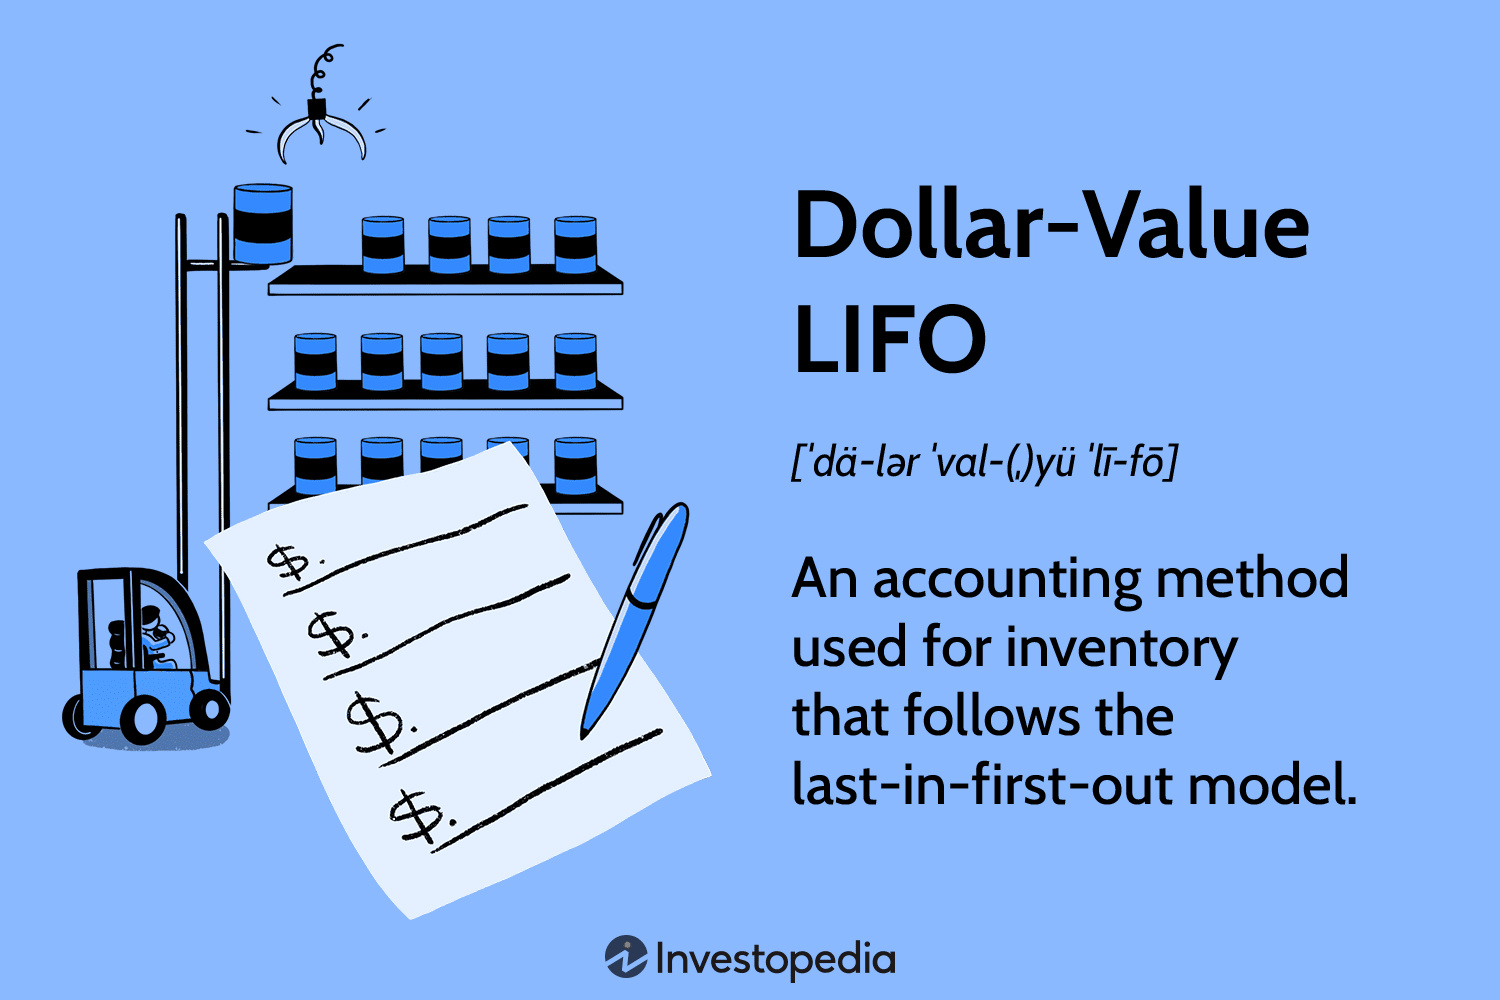 Dollar-Value
LIFO
[ˈdä-lər ˈval-(ˌ)yü ˈlī-fō]
An accounting method
used for inventory
that follows the
last-in-first-out model.
$.
$.
$.
$.
Investopedia